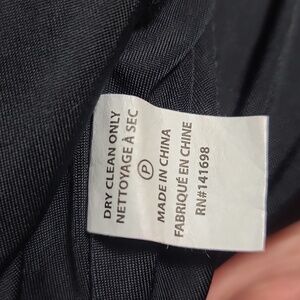 DRY CLEAN ONLY
NETTOYAGE À SEC
P
MADE IN CHINA
FABRIQUÉ EN CHINE
RN#141698